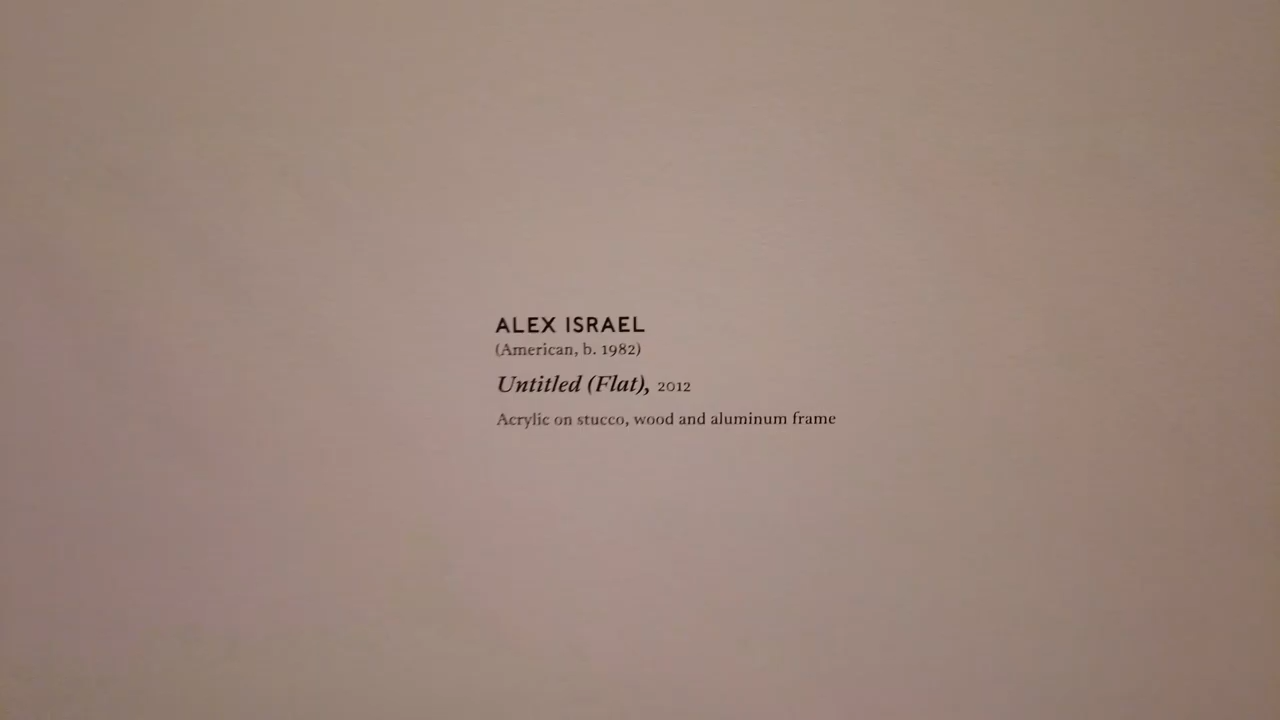 ALEX ISRAEL
(American, b. 1982)
Untitled (Flat), 2012
Acrylic on stucco, wood and aluminum frame